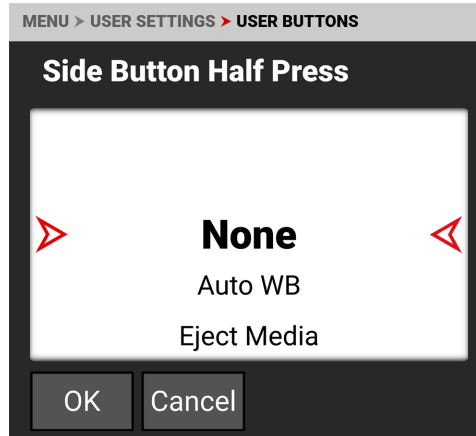 MENU > USER SETTINGS > USER BUTTONS
Side Button Half Press
None
Auto WB
Eject Media
OK Cancel